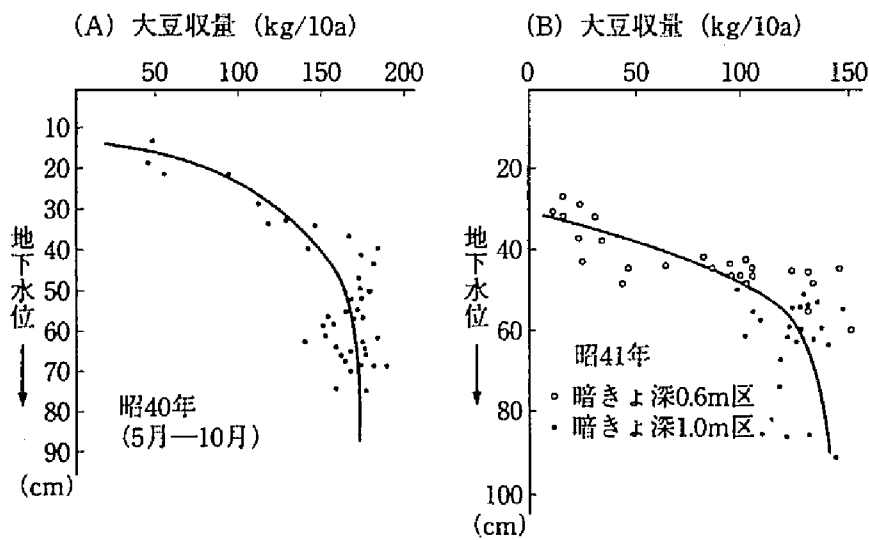 (A) 大豆収量 (kg/10a)
50 100 150 200
10
20
30
40
50
60
70
80
90
(cm)
地下水位
昭40年
(5月—10月)
(B) 大豆収量 (kg/10a)
0 50 100 150
20
40
60
80
100
(cm)
地下水位
昭41年
暗きょ深0.6m区
暗きょ深1.0m区